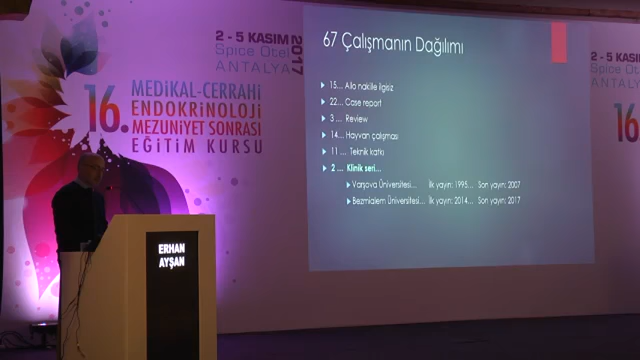 2 - 5 KASIM
Spice Otel
ANTALYA
2017
16.
MEDİKAL-CERRAHİ
ENDOKRİNOLOJİ
MEZUNİYET SONRASI
EĞİTİM KURSU
67 Çalışmanın Dağılımı
15... Allo nakille ilgisiz
22... Case report
3 ... Review
14... Hayvan çalışması
11 ... Teknik katkı
2 ... Klinik seri...
Varşova Üniversitesi... İlk yayın: 1995... Son yayın: 2007
Bezmialem Üniversitesi... İlk yayın: 2014... Son yayın: 2017
ERHAN
AYŞAN
2 - 5 KASIM
Spice Otel
ANTALYA
16.